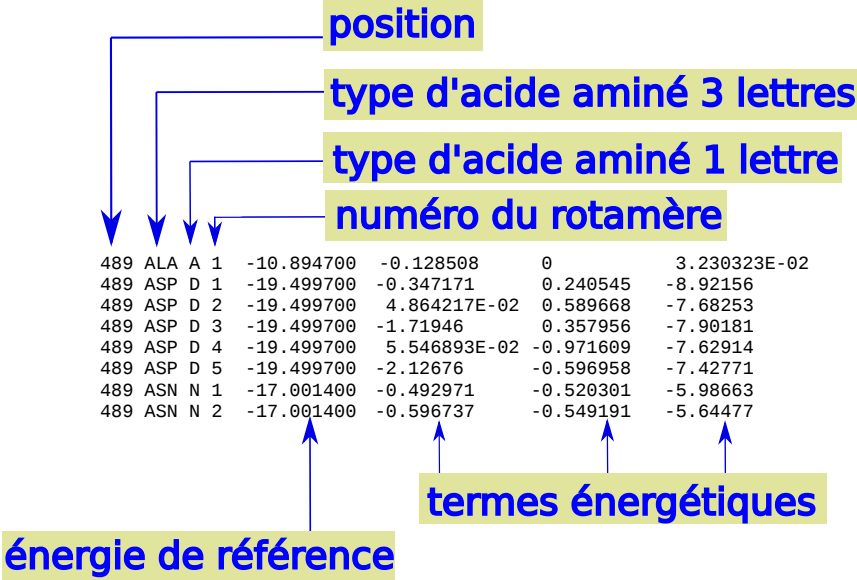 position
type d'acide aminé 3 lettres
type d'acide aminé 1 lettre
numéro du rotamère
489 ALA A 1 -10.894700 -0.128508 0 3.230323E-02
489 ASP D 1 -19.499700 -0.347171 0.240545 -8.92156
489 ASP D 2 -19.499700 4.864217E-02 0.589668 -7.68253
489 ASP D 3 -19.499700 -1.71946 0.357956 -7.90181
489 ASP D 4 -19.499700 5.546893E-02 -0.971609 -7.62914
489 ASP D 5 -19.499700 -2.12676 -0.596958 -7.42771
489 ASN N 1 -17.001400 -0.492971 -0.520301 -5.98663
489 ASN N 2 -17.001400 -0.596737 -0.549191 -5.64477
termes énergétiques
énergie de référence